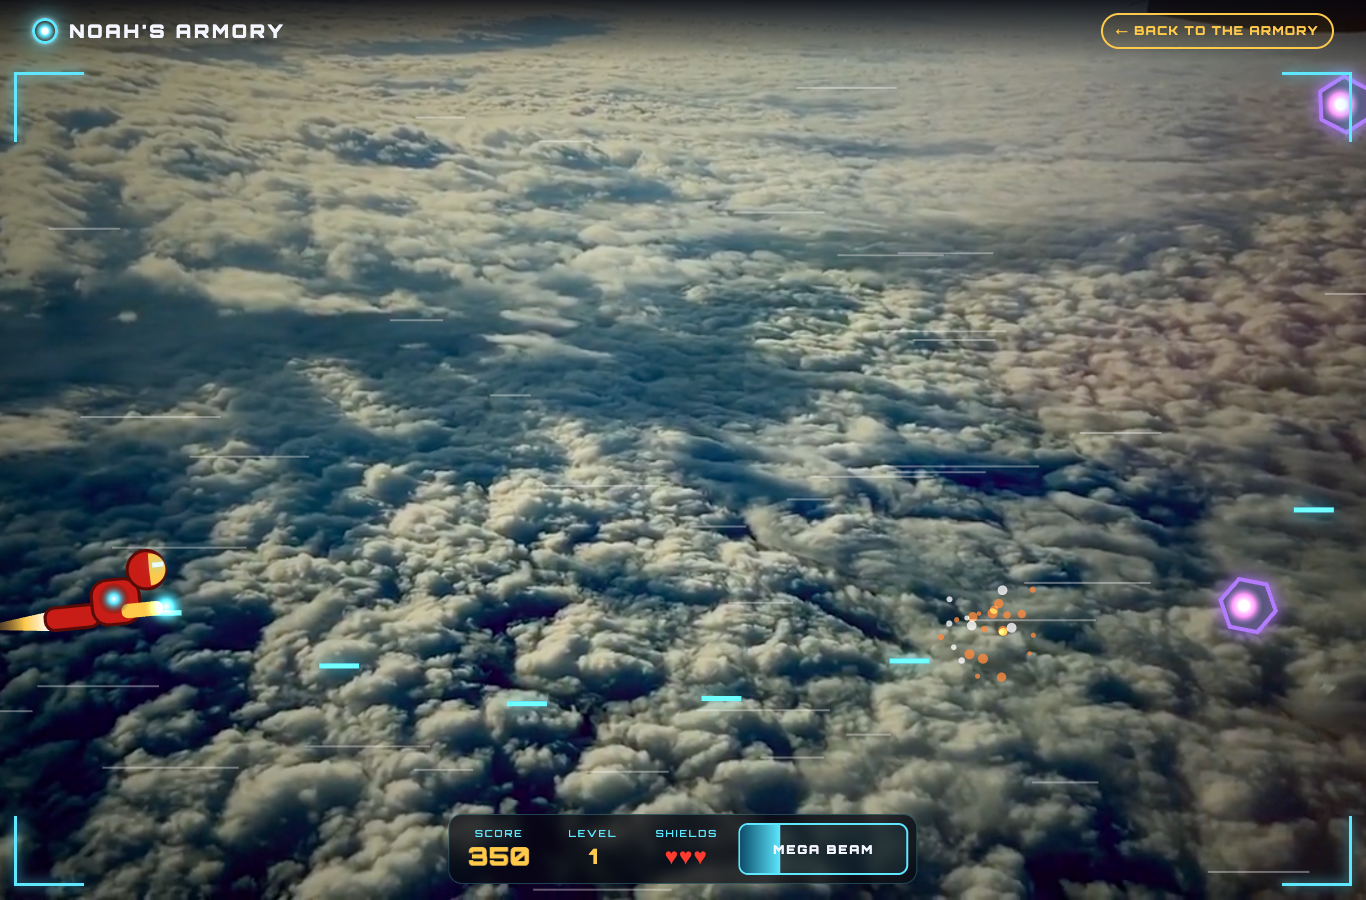 NOAH'S ARMORY
← BACK TO THE ARMORY
SCORE
350
LEVEL
1
SHIELDS
♥♥♥
MEGA BEAM